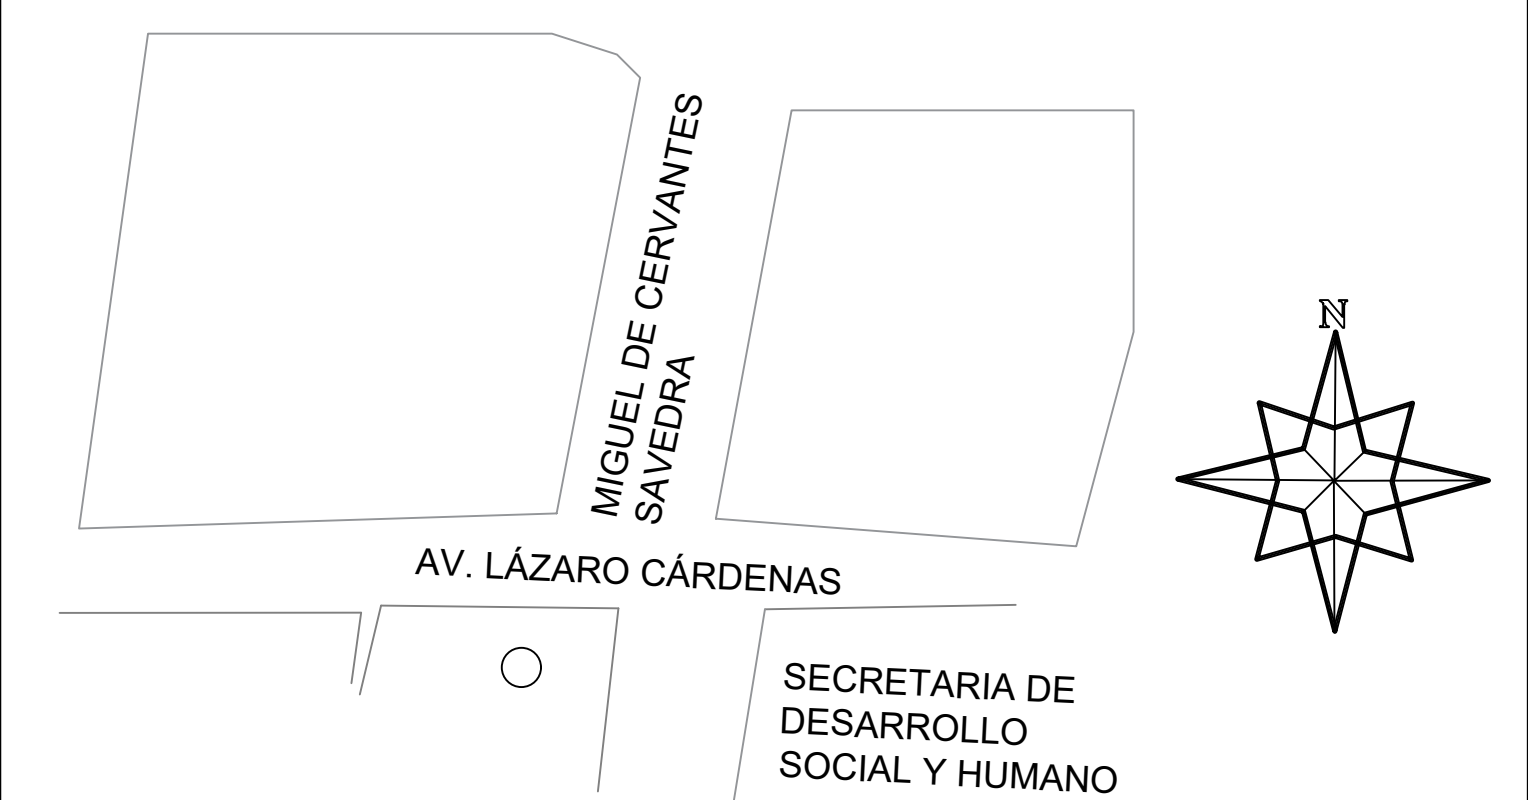 MIGUEL DE CERVANTES
SAVEDRA
N
AV. LÁZARO CÁRDENAS
SECRETARIA DE
DESARROLLO
SOCIAL Y HUMANO